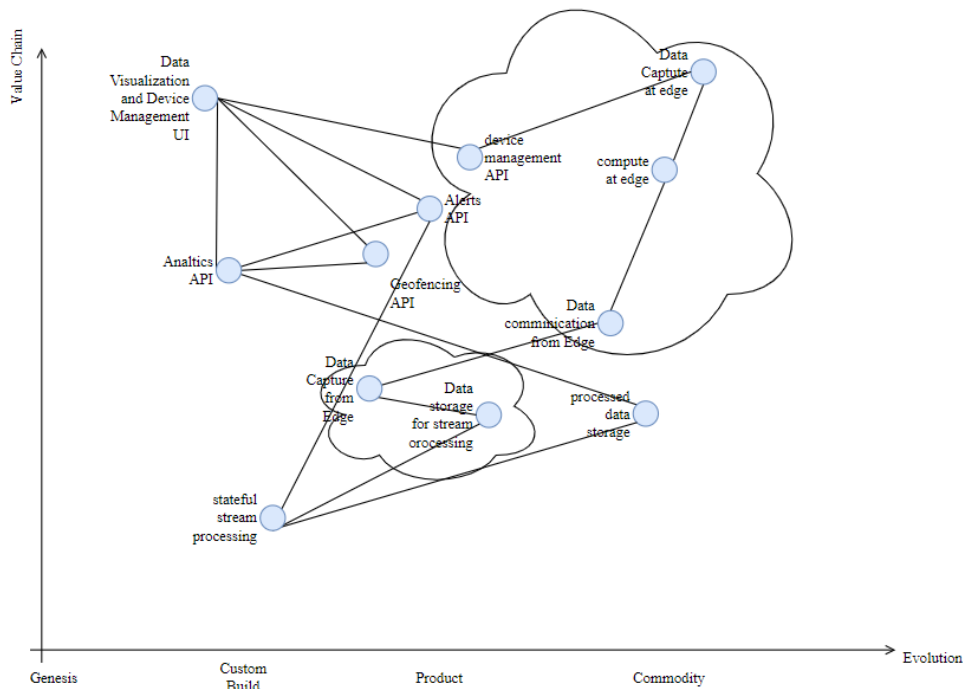 Value Chain
Data
Visualization
and Device
Management
UI
Data
Captute
at edge
device
management
API
compute
at edge
Alerts
API
Analtics
API
Geofencing
API
Data
comminication
from Edge
Data
Capture
from
Edge
Data
storage
for stream
orocessing
processed
data
storage
stateful
stream
processing
Evolution
Genesis
Custom
Build
Product
Commodity